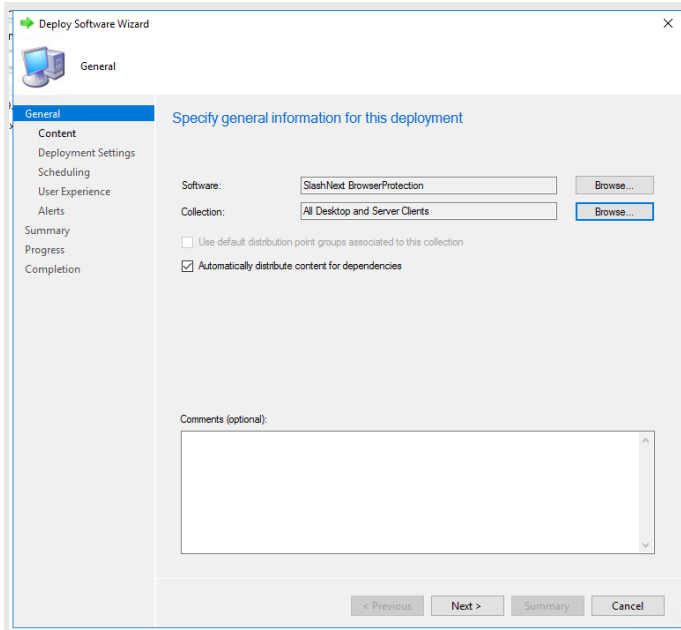 Deploy Software Wizard
General
General
Content
Deployment Settings
Scheduling
User Experience
Alerts
Summary
Progress
Completion
Specify general information for this deployment
Software: SlashNext BrowserProtection Browse...
Collection: All Desktop and Server Clients Browse...
Use default distribution point groups associated to this collection
Automatically distribute content for dependencies
Comments (optional):
< Previous Next > Summary Cancel